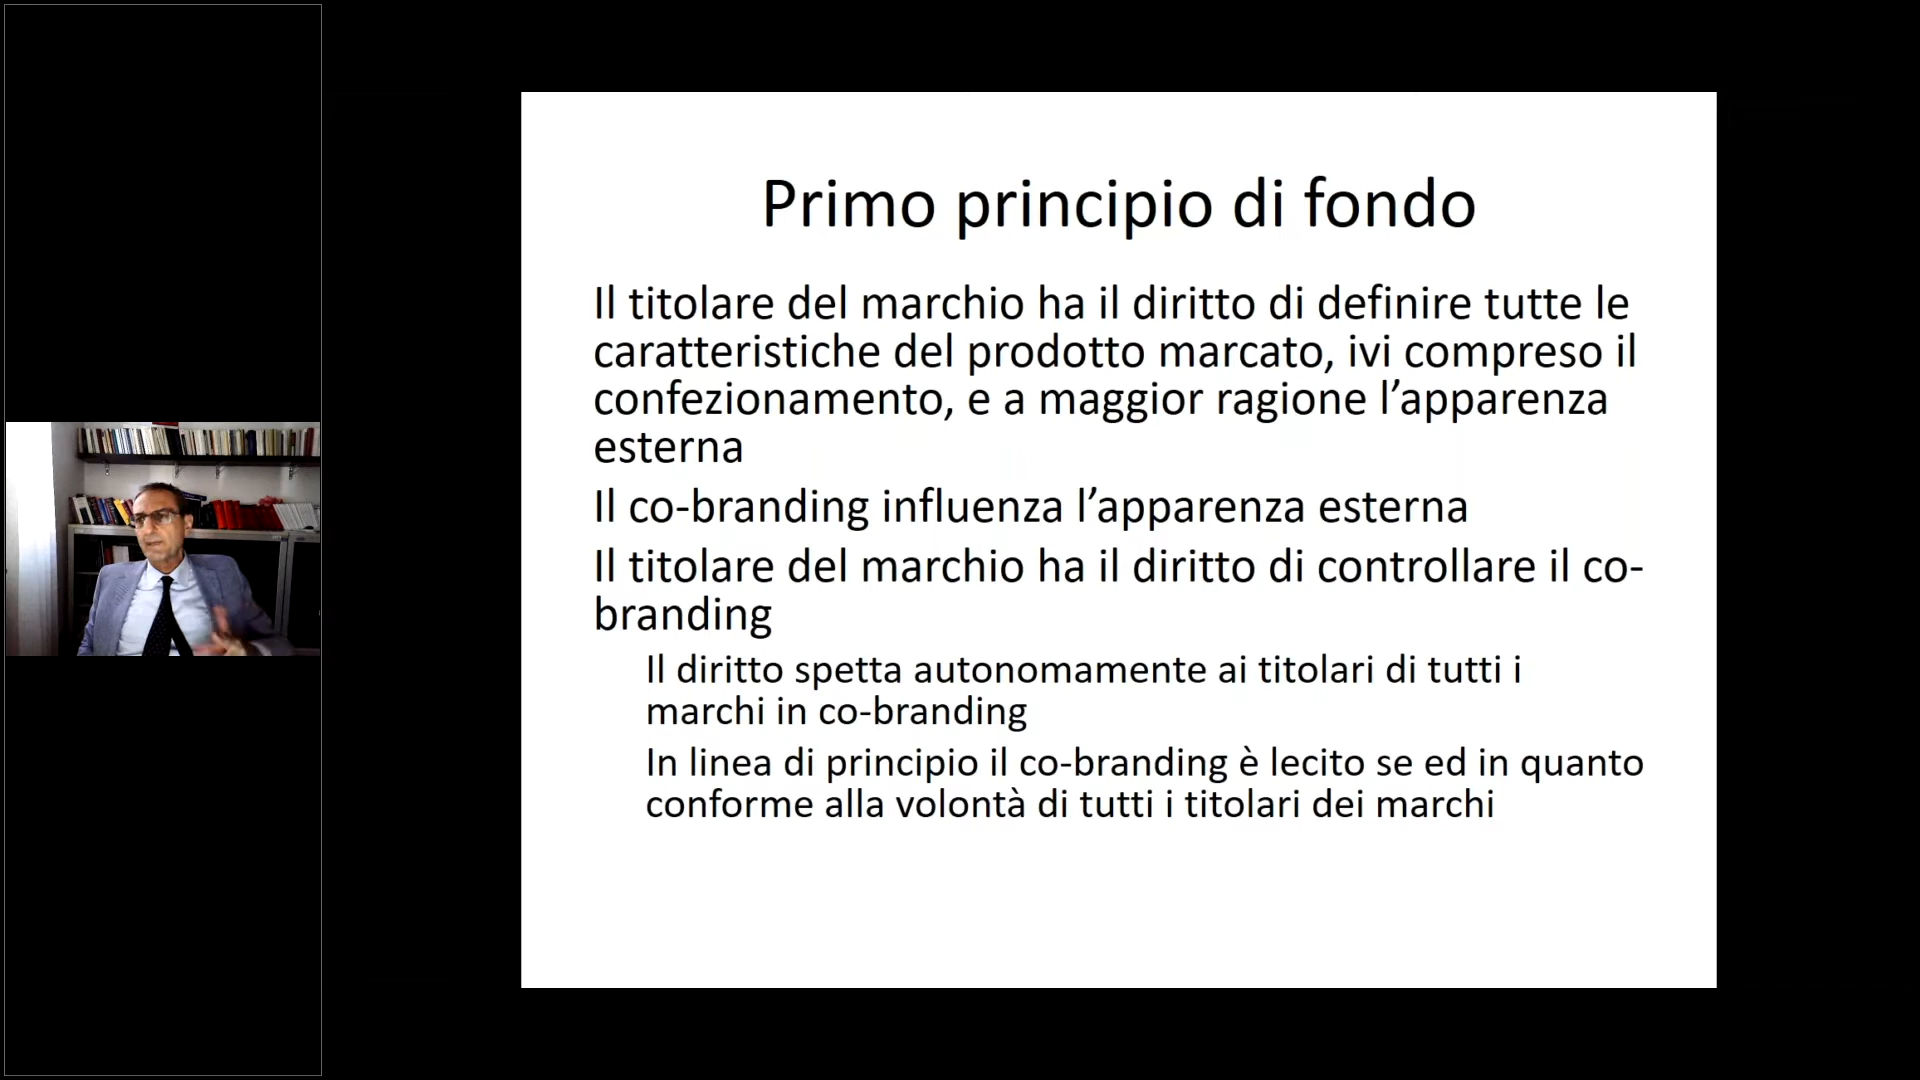 Primo principio di fondo
Il titolare del marchio ha il diritto di definire tutte le
caratteristiche del prodotto marcato, ivi compreso il
confezionamento, e a maggior ragione l’apparenza
esterna
Il co-branding influenza l’apparenza esterna
Il titolare del marchio ha il diritto di controllare il co-
branding
Il diritto spetta autonomamente ai titolari di tutti i
marchi in co-branding
In linea di principio il co-branding è lecito se ed in quanto
conforme alla volontà di tutti i titolari dei marchi